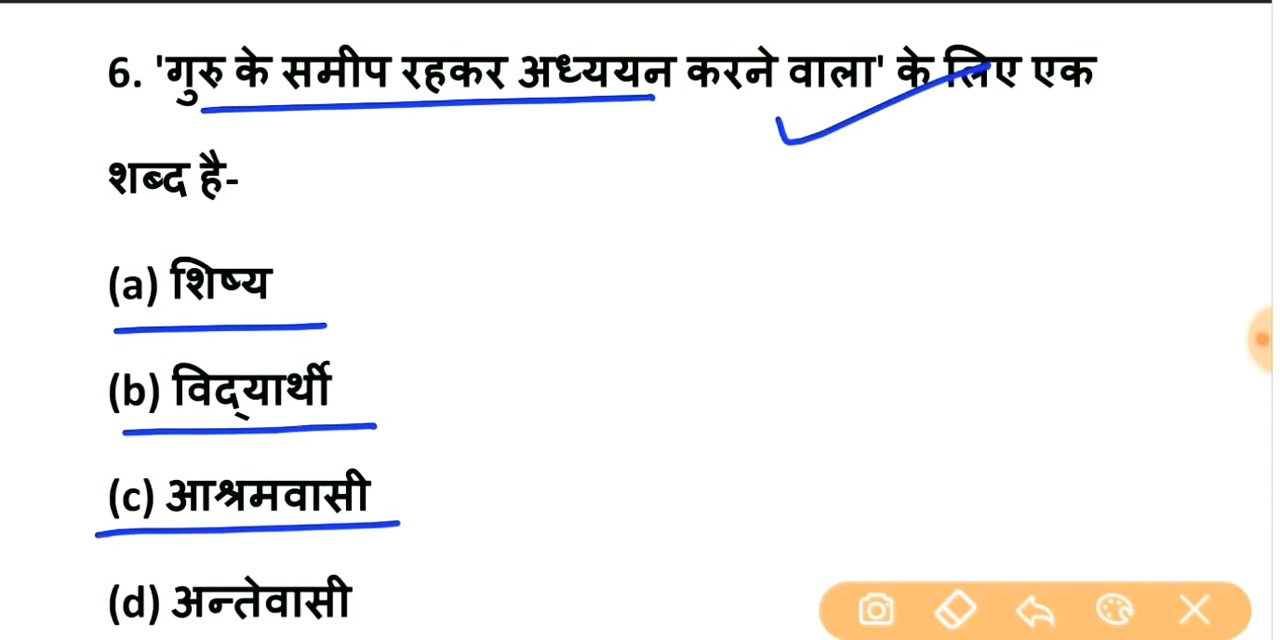 6. 'गुरु के समीप रहकर अध्ययन करने वाला' के लिए एक
शब्द है-
(a) शिष्य
(b) विद्‌यार्थी
(c) आश्रमवासी
(d) अन्तेवासी